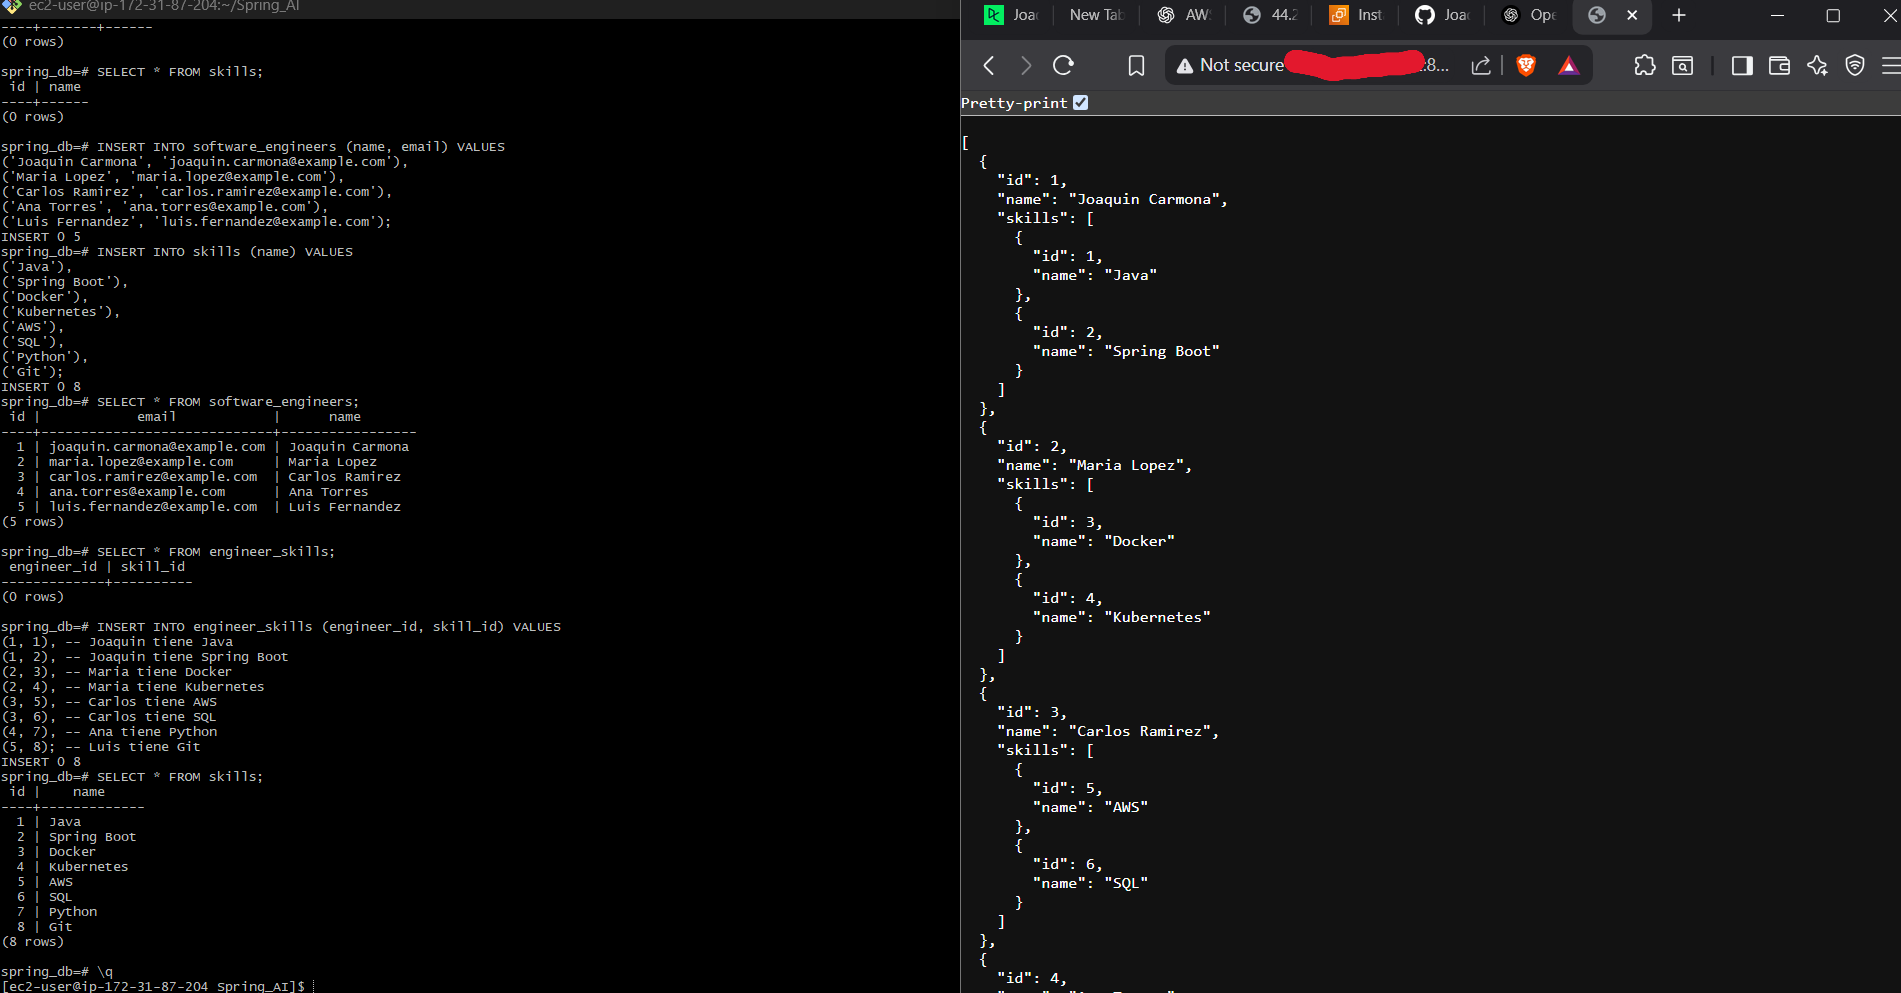 ec2-user@ip-172-31-87-204:~/Spring_AI
----+-------+------
(0 rows)
spring_db=# SELECT * FROM skills;
 id | name
----+------
(0 rows)
spring_db=# INSERT INTO software_engineers (name, email) VALUES
('Joaquin Carmona', 'joaquin.carmona@example.com'),
('Maria Lopez', 'maria.lopez@example.com'),
('Carlos Ramirez', 'carlos.ramirez@example.com'),
('Ana Torres', 'ana.torres@example.com'),
('Luis Fernandez', 'luis.fernandez@example.com');
INSERT 0 5
spring_db=# INSERT INTO skills (name) VALUES
('Java'),
('Spring Boot'),
('Docker'),
('Kubernetes'),
('AWS'),
('SQL'),
('Python'),
('Git');
INSERT 0 8
spring_db=# SELECT * FROM software_engineers;
 id |            email            |      name
----+-----------------------------+-----------------
  1 | joaquin.carmona@example.com | Joaquin Carmona
  2 | maria.lopez@example.com     | Maria Lopez
  3 | carlos.ramirez@example.com  | Carlos Ramirez
  4 | ana.torres@example.com      | Ana Torres
  5 | luis.fernandez@example.com  | Luis Fernandez
(5 rows)
spring_db=# SELECT * FROM engineer_skills;
 engineer_id | skill_id
-------------+----------
(0 rows)
spring_db=# INSERT INTO engineer_skills (engineer_id, skill_id) VALUES
(1, 1), -- Joaquin tiene Java
(1, 2), -- Joaquin tiene Spring Boot
(2, 3), -- Maria tiene Docker
(2, 4), -- Maria tiene Kubernetes
(3, 5), -- Carlos tiene AWS
(3, 6), -- Carlos tiene SQL
(4, 7), -- Ana tiene Python
(5, 8); -- Luis tiene Git
INSERT 0 8
spring_db=# SELECT * FROM skills;
 id |    name
----+-------------
  1 | Java
  2 | Spring Boot
  3 | Docker
  4 | Kubernetes
  5 | AWS
  6 | SQL
  7 | Python
  8 | Git
(8 rows)
spring_db=# \q
[ec2-user@ip-172-31-87-204 Spring_AI]$
Joac New Tab AWS 44.2 Inst Joac Ope
Not secure :8...
Pretty-print
[
  {
    "id": 1,
    "name": "Joaquin Carmona",
    "skills": [
      {
        "id": 1,
        "name": "Java"
      },
      {
        "id": 2,
        "name": "Spring Boot"
      }
    ]
  },
  {
    "id": 2,
    "name": "Maria Lopez",
    "skills": [
      {
        "id": 3,
        "name": "Docker"
      },
      {
        "id": 4,
        "name": "Kubernetes"
      }
    ]
  },
  {
    "id": 3,
    "name": "Carlos Ramirez",
    "skills": [
      {
        "id": 5,
        "name": "AWS"
      },
      {
        "id": 6,
        "name": "SQL"
      }
    ]
  },
  {
    "id": 4,